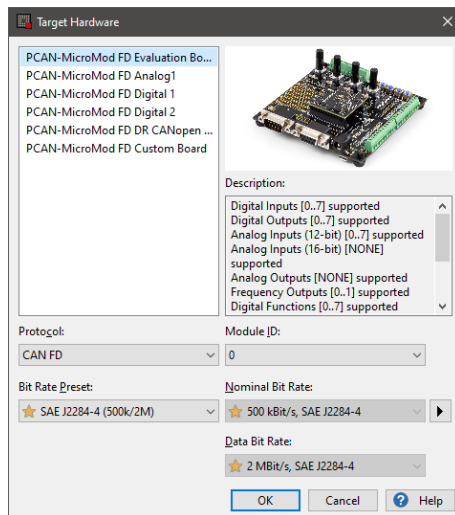 Target Hardware
PCAN-MicroMod FD Evaluation Bo...
PCAN-MicroMod FD Analog1
PCAN-MicroMod FD Digital 1
PCAN-MicroMod FD Digital 2
PCAN-MicroMod FD DR CANopen ...
PCAN-MicroMod FD Custom Board
Description:
Digital Inputs [0..7] supported
Digital Outputs [0..7] supported
Analog Inputs (12-bit) [0..7] supported
Analog Inputs (16-bit) [NONE]
supported
Analog Outputs [NONE] supported
Frequency Outputs [0..1] supported
Digital Functions [0..7] supported
Protocol:
Module ID:
CAN FD
0
Bit Rate Preset:
Nominal Bit Rate:
SAE J2284-4 (500k/2M)
500 kBit/s, SAE J2284-4
Data Bit Rate:
2 MBit/s, SAE J2284-4
OK
Cancel
Help